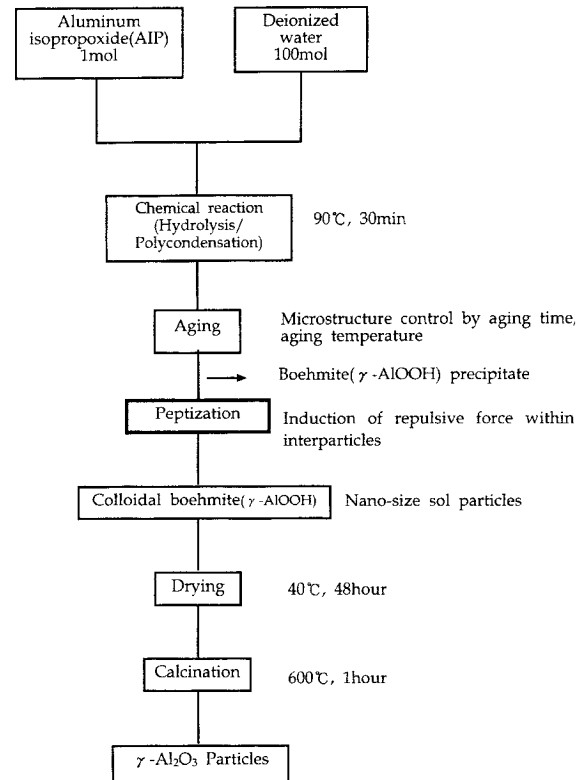 Aluminum
isopropoxide(AIP)
1mol
Deionized
water
100mol
Chemical reaction
(Hydrolysis/
Polycondensation)
90℃, 30min
Aging
Microstructure control by aging time,
aging temperature
Boehmite(γ-AlOOH) precipitate
Peptization
Induction of repulsive force within
interparticles
Colloidal boehmite(γ-AlOOH)
Nano-size sol particles
Drying
40℃, 48hour
Calcination
600℃, 1hour
γ-Al₂O₃ Particles